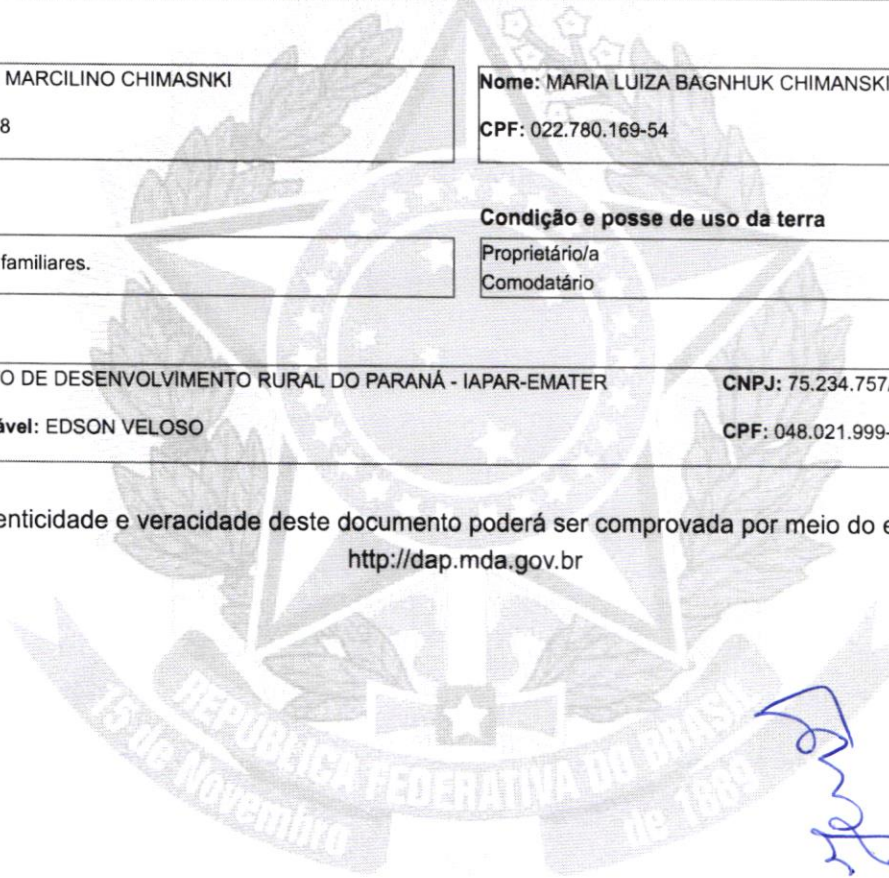 MARCILINO CHIMASNKI
8
Nome: MARIA LUIZA BAGNHUK CHIMANSKI
CPF: 022.780.169-54
familiares.
Condição e posse de uso da terra
Proprietário/a
Comodatário
O DE DESENVOLVIMENTO RURAL DO PARANÁ - IAPAR-EMATER
CNPJ: 75.234.757
ável: EDSON VELOSO
CPF: 048.021.999-
enticidade e veracidade deste documento poderá ser comprovada por meio do e
http://dap.mda.gov.br
REPÚBLICA FEDERATIVA DO BRASIL
15 de Novembro
de 1889